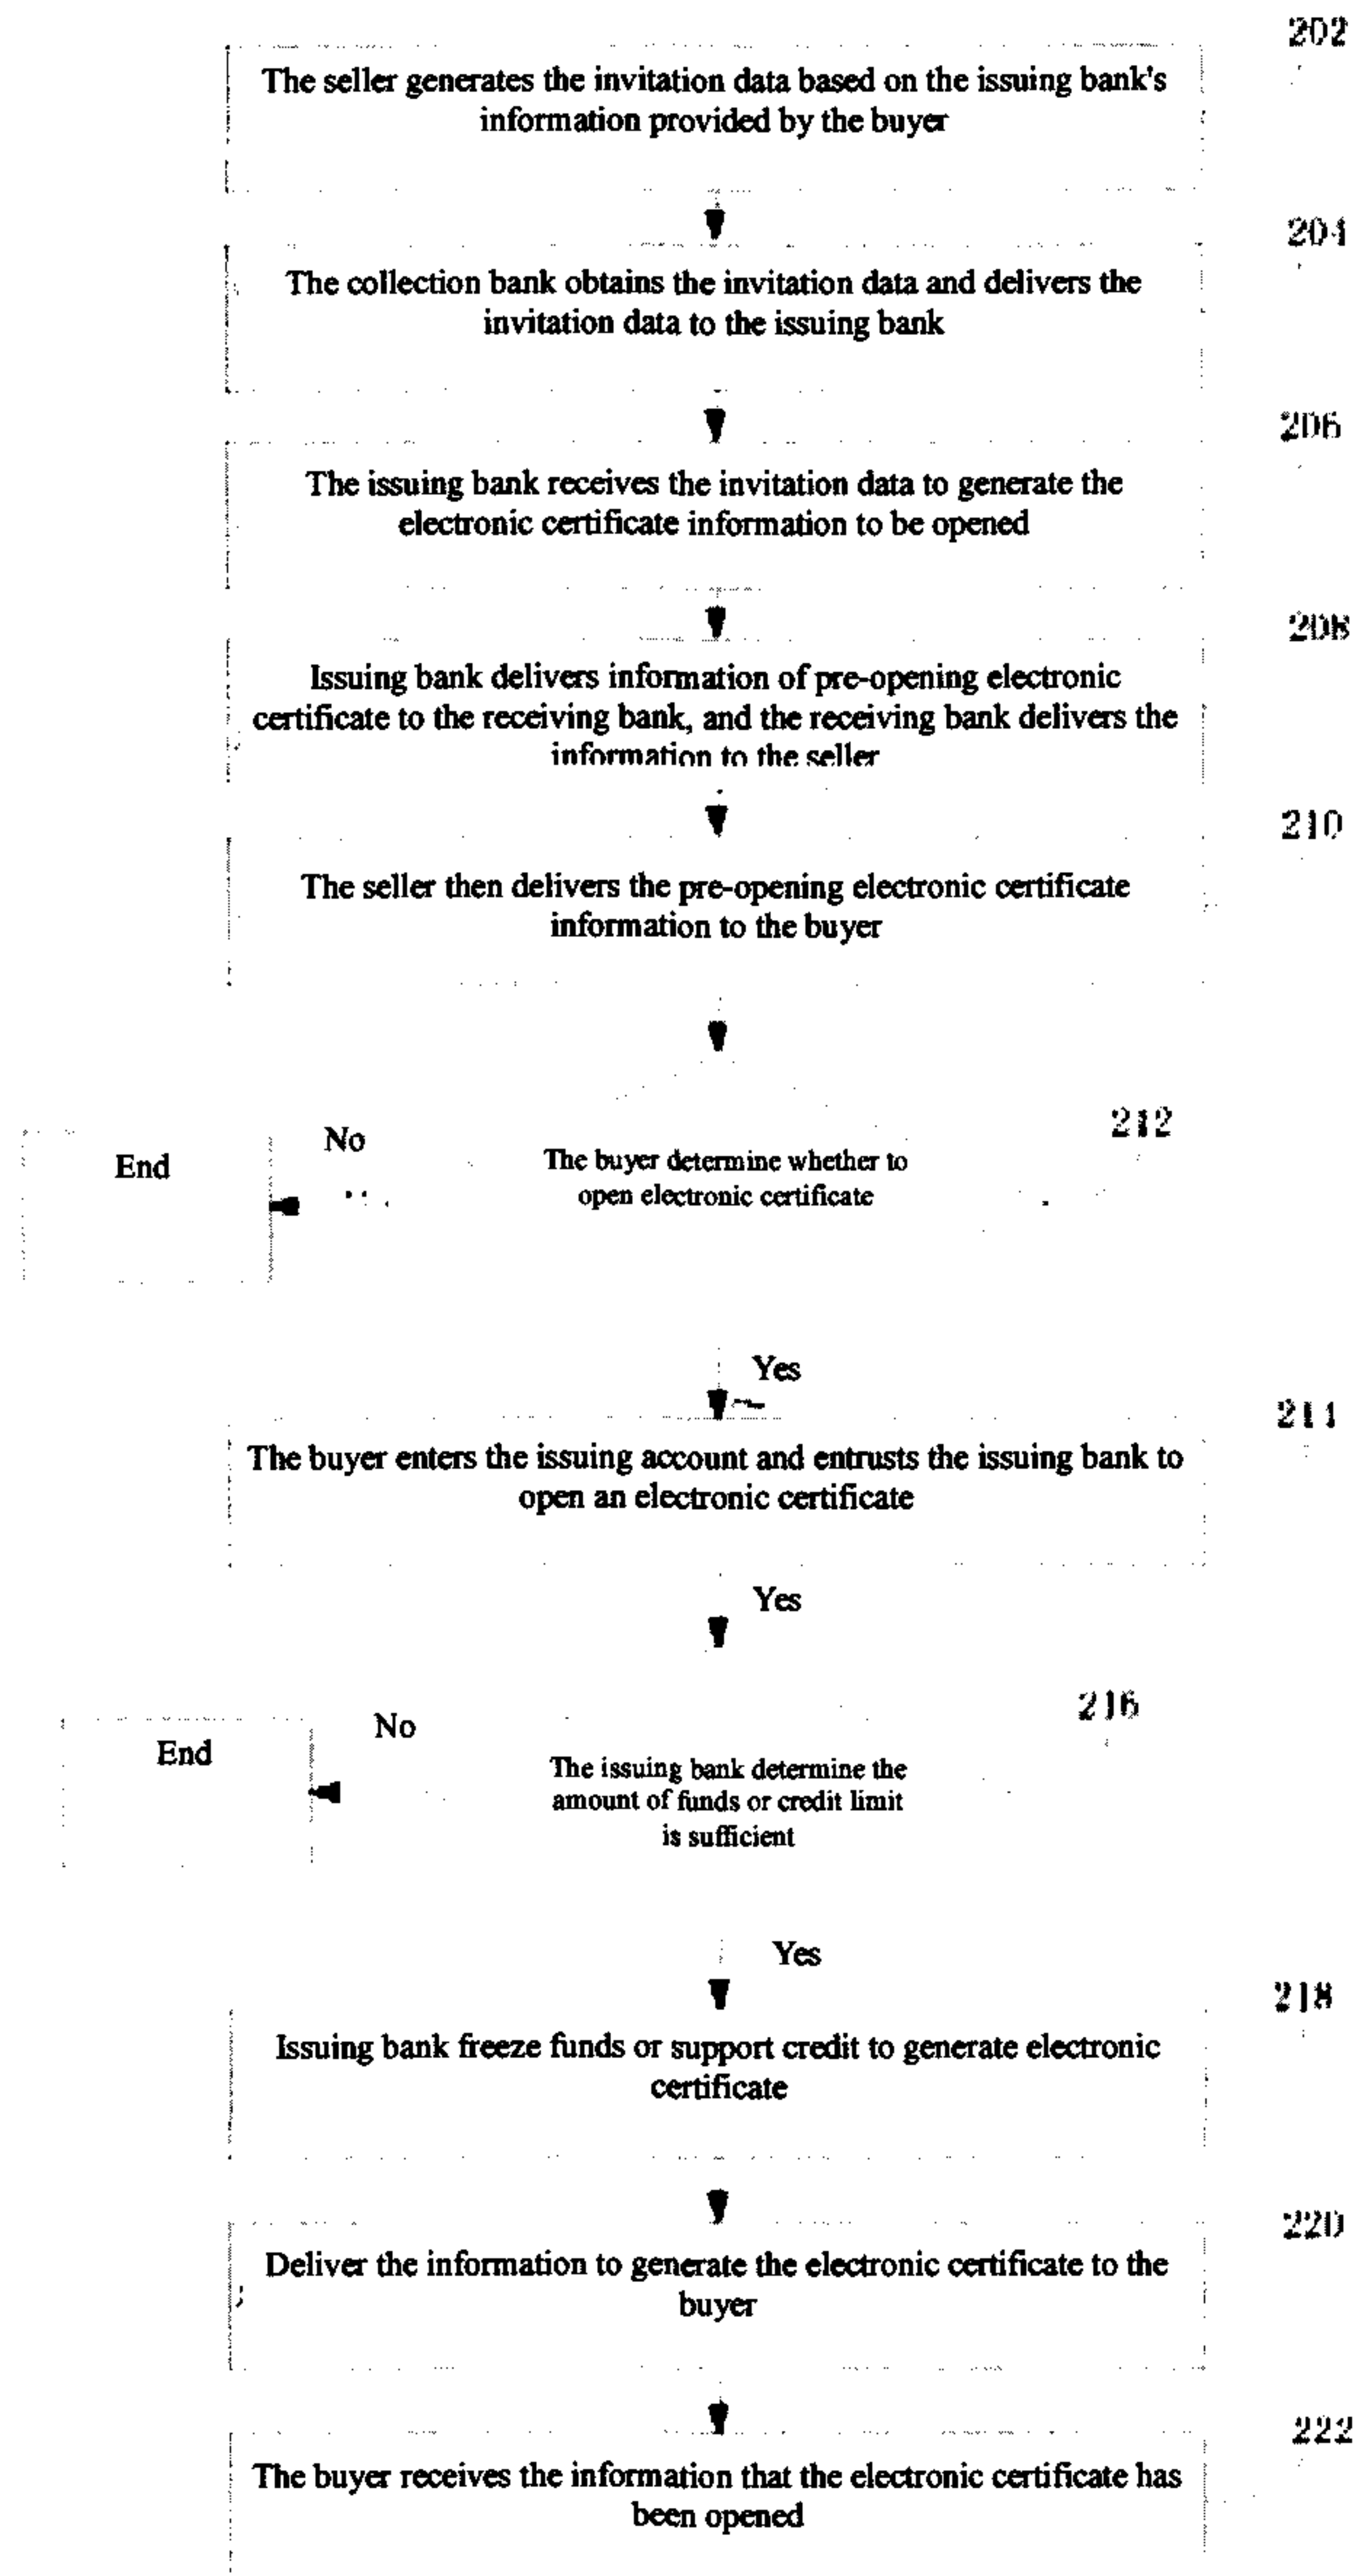 202
The seller generates the invitation data based on the issuing bank's
information provided by the buyer
204
The collection bank obtains the invitation data and delivers the
invitation data to the issuing bank
206
The issuing bank receives the invitation data to generate the
electronic certificate information to be opened
208
Issuing bank delivers information of pre-opening electronic
certificate to the receiving bank, and the receiving bank delivers the
information to the seller
210
The seller then delivers the pre-opening electronic certificate
information to the buyer
212
No
End
The buyer determine whether to
open electronic certificate
Yes
214
The buyer enters the issuing account and entrusts the issuing bank to
open an electronic certificate
Yes
216
No
End
The issuing bank determine the
amount of funds or credit limit
is sufficient
Yes
218
Issuing bank freeze funds or support credit to generate electronic
certificate
220
Deliver the information to generate the electronic certificate to the
buyer
222
The buyer receives the information that the electronic certificate has
been opened